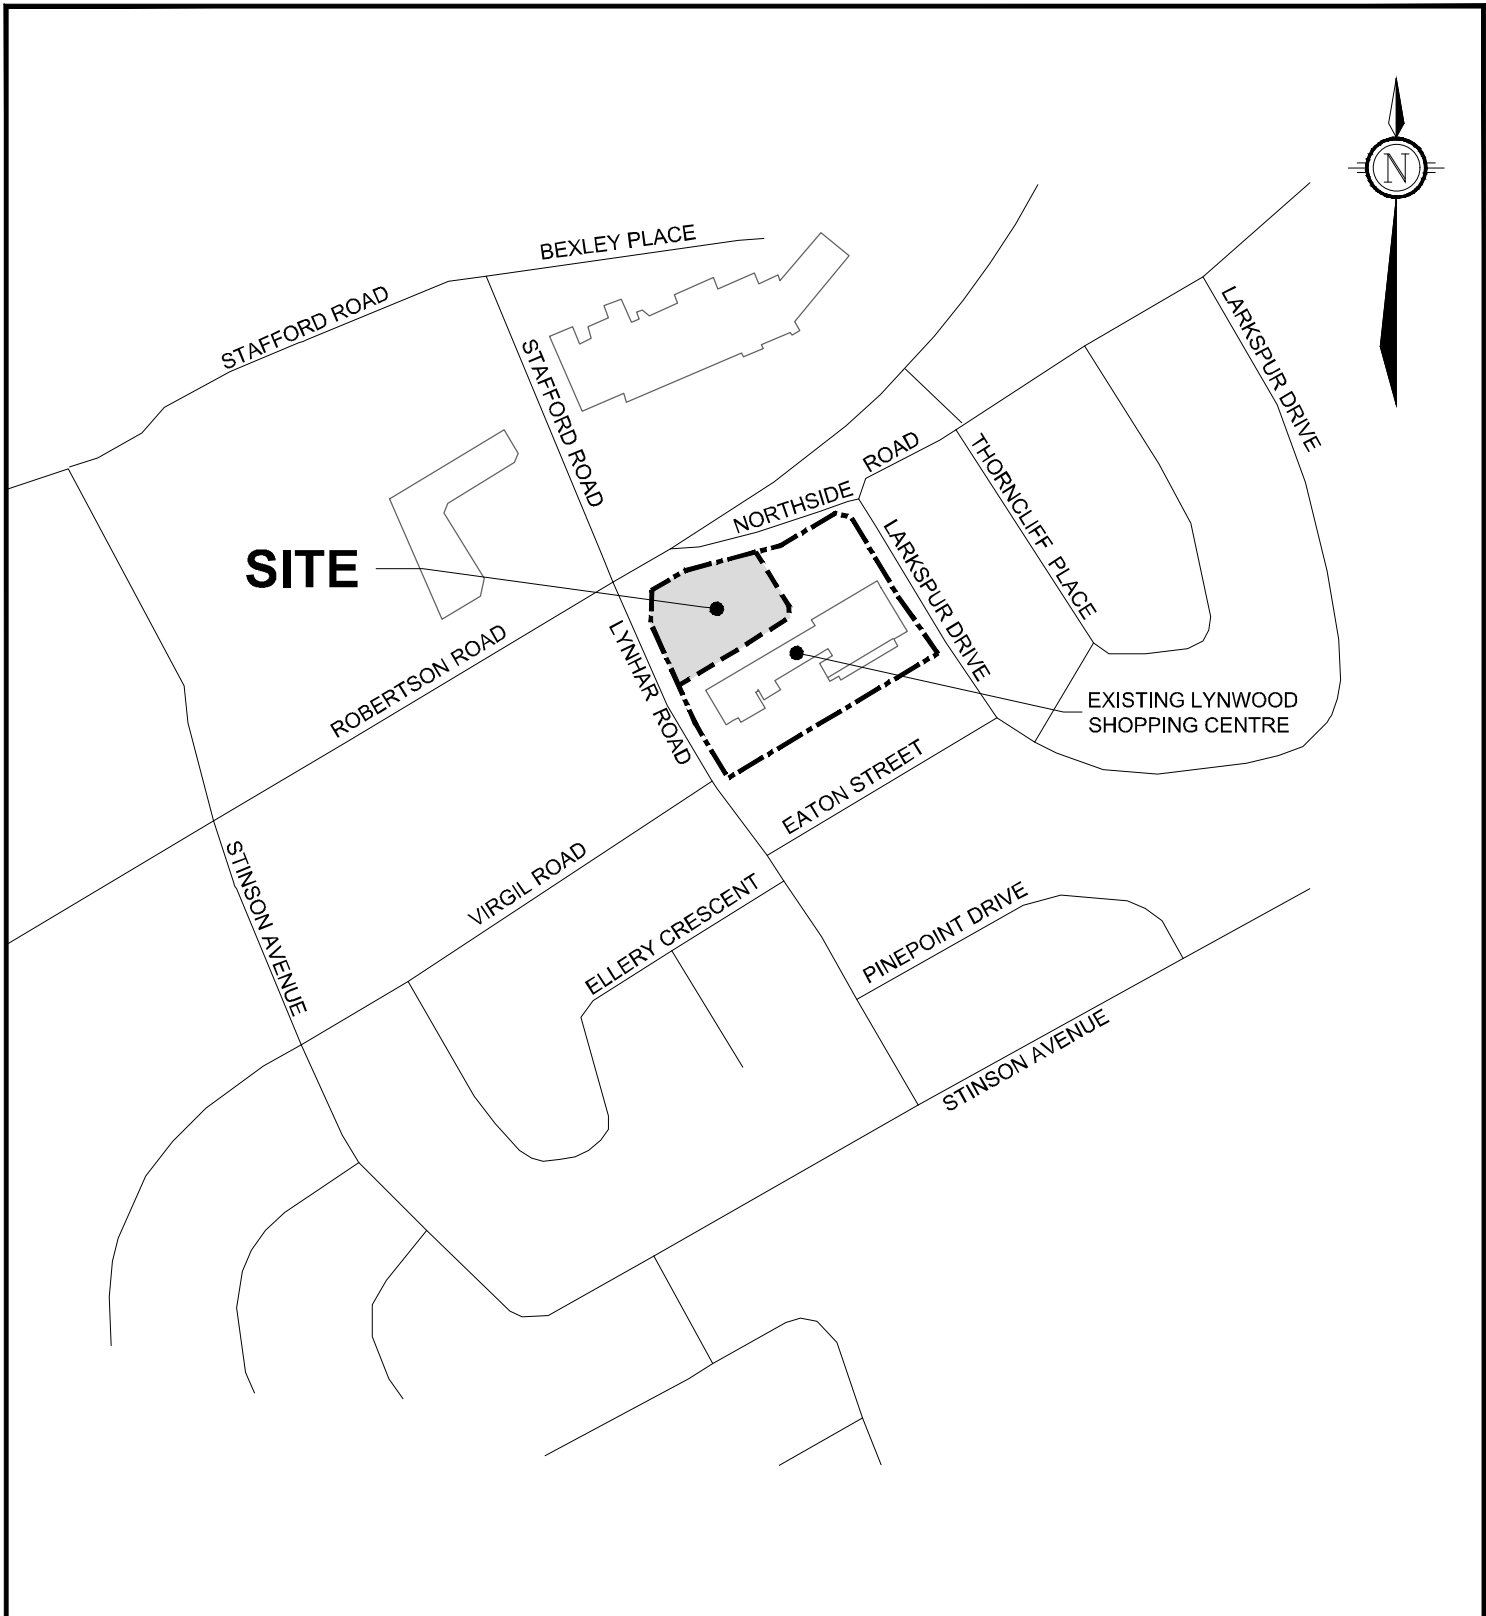 N
BEXLEY PLACE
STAFFORD ROAD
LARKSPUR DRIVE
STAFFORD ROAD
ROAD
THORNCLIFF PLACE
NORTHSIDE
LARKSPUR DRIVE
SITE
LYNHAR ROAD
ROBERTSON ROAD
EXISTING LYNWOOD
SHOPPING CENTRE
EATON STREET
STINSON AVENUE
VIRGIL ROAD
ELLERY CRESCENT
PINEPOINT DRIVE
STINSON AVENUE